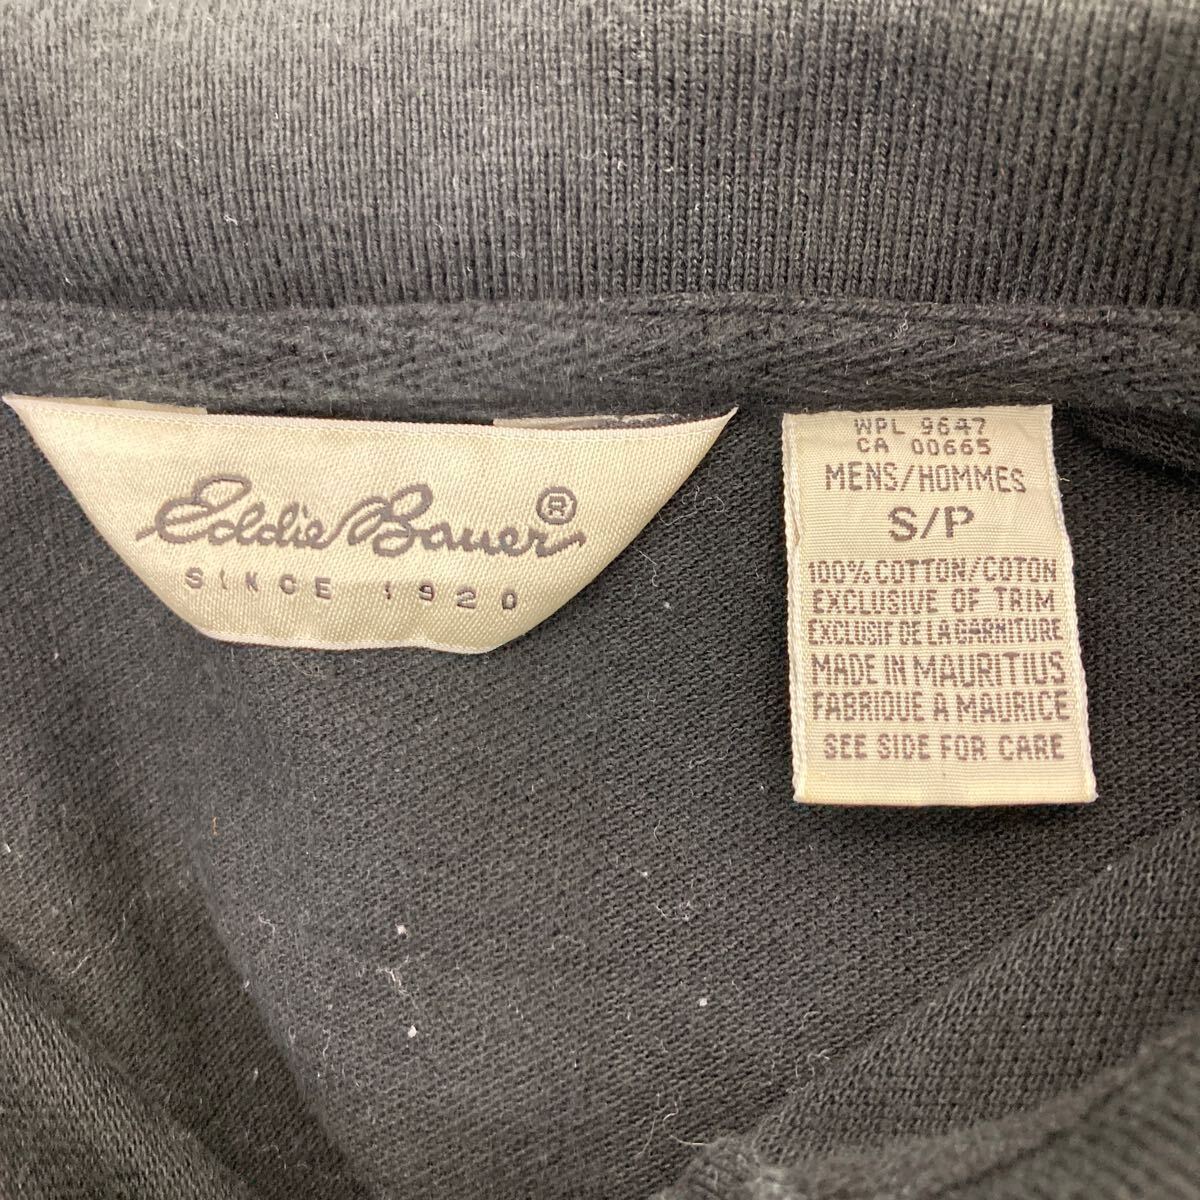 Eddie Bauer®
SINCE 1920
WPL 9647
CA 00665
MENS/HOMMES
S/P
100% COTTON/COTON
EXCLUSIVE OF TRIM
EXCLUSIF DE LA GARNITURE
MADE IN MAURITIUS
FABRIQUE A MAURICE
SEE SIDE FOR CARE